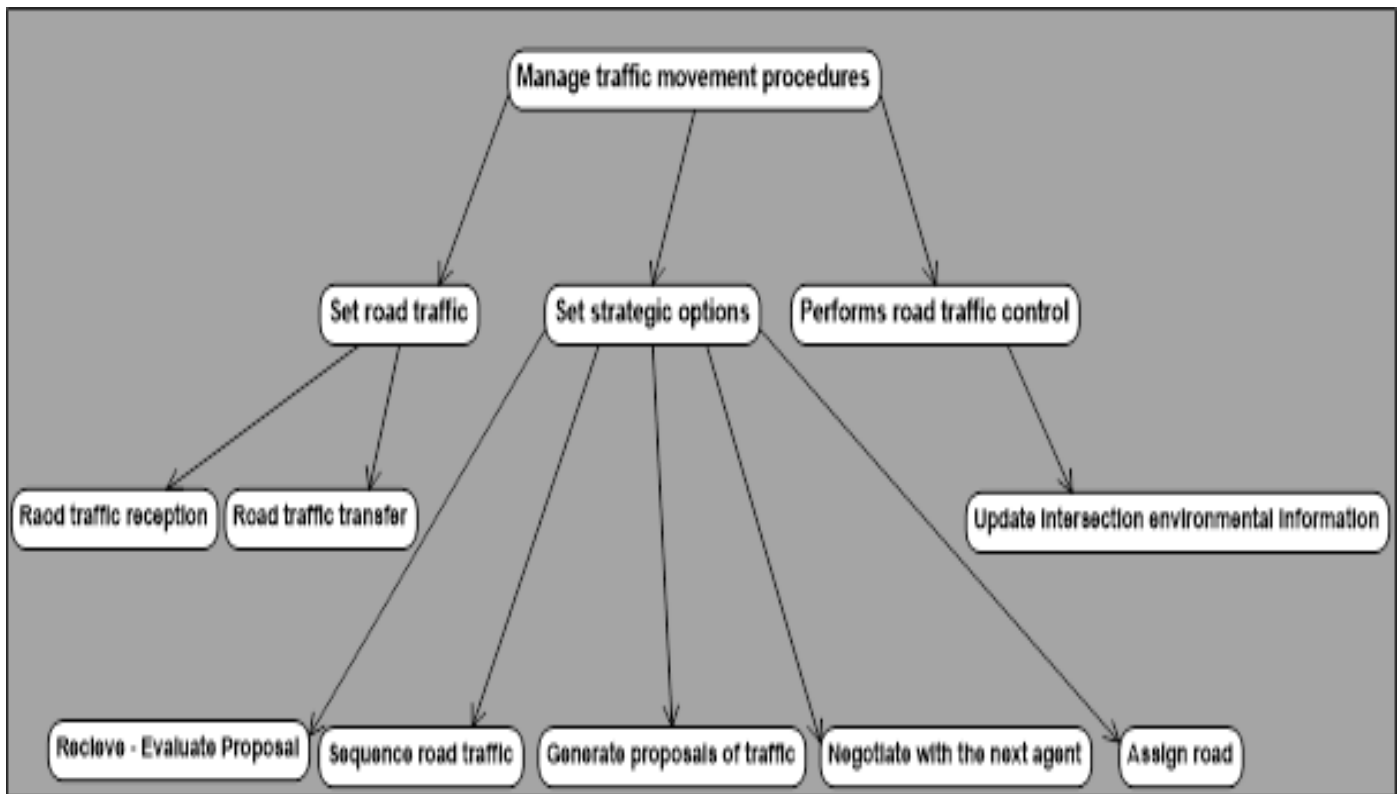 Manage traffic movement procedures
Set road traffic
Set strategic options
Performs road traffic control
Raod traffic reception
Road traffic transfer
Update intersection environmental information
Recieve - Evaluate Proposal
Sequence road traffic
Generate proposals of traffic
Negotiate with the next agent
Assign road